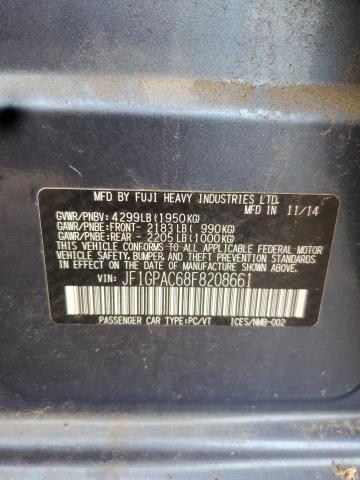 MFD BY FUJI HEAVY INDUSTRIES LTD.
GVWR/PNBV: 4299LB(1950KG) MFD IN 11/14
GAWR/PNBE:FRONT- 2183LB( 990KG)
GAWR/PNBE:REAR - 2205LB(1000KG)
THIS VEHICLE CONFORMS TO ALL APPLICABLE FEDERAL MOTOR
VEHICLE SAFETY, BUMPER, AND THEFT PREVENTION STANDARDS
IN EFFECT ON THE DATE OF MANUFACTURE SHOWN ABOVE.
VIN: JF1GPAC68F8208661
PASSENGER CAR TYPE:PC/VT ICES/NMB-002